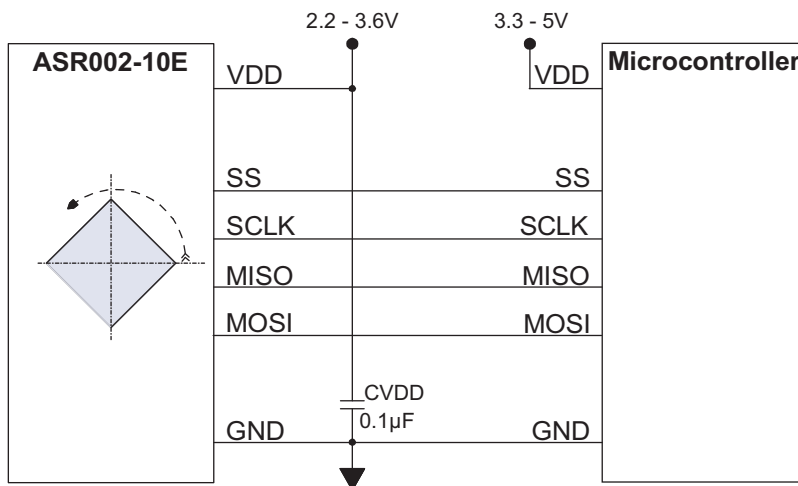 2.2 - 3.6V
3.3 - 5V
ASR002-10E
VDD
VDD
Microcontroller
SS
SS
SCLK
SCLK
MISO
MISO
MOSI
MOSI
CVDD
0.1µF
GND
GND